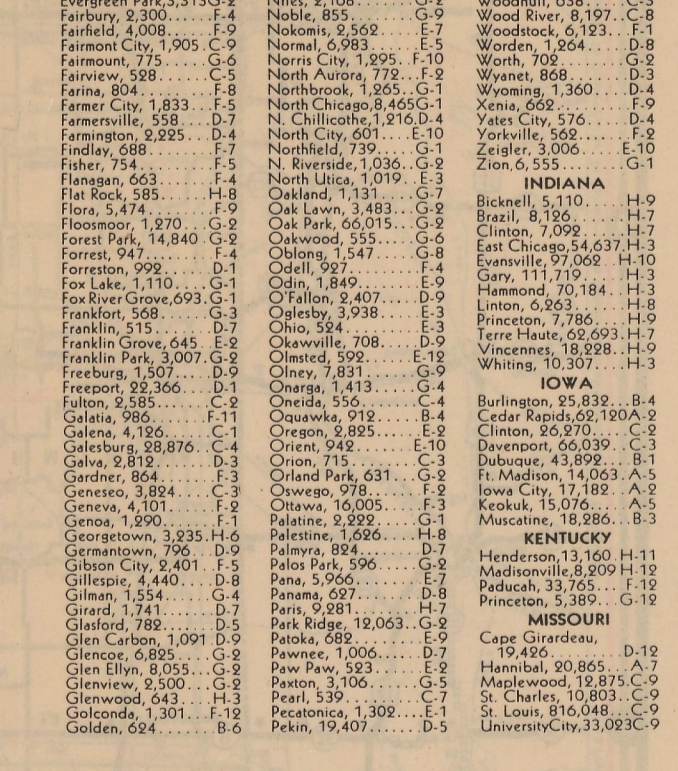 Evergreen Park, 3,313 G-2
Fairbury, 2,300.......F-4
Fairfield, 4,008.......F-9
Fairmont City, 1,905.C-9
Fairmount, 775......G-6
Fairview, 528........C-5
Farina, 804..........F-8
Farmer City, 1,833...F-5
Farmersville, 558....D-7
Farmington, 2,225...D-4
Findlay, 688.........F-7
Fisher, 754..........F-5
Flanagan, 663.......F-4
Flat Rock, 585.......H-8
Flora, 5,474.........F-9
Floosmoor, 1,270...G-2
Forest Park, 14,840.G-2
Forrest, 947.........F-4
Forreston, 992......D-1
Fox Lake, 1,110....G-1
Fox River Grove, 693.G-1
Frankfort, 568......G-3
Franklin, 515........D-7
Franklin Grove, 645..E-2
Franklin Park, 3,007.G-2
Freeburg, 1,507.....D-9
Freeport, 22,366....D-1
Fulton, 2,585........C-2
Galatia, 986.......F-11
Galena, 4,126.......C-1
Galesburg, 28,876..C-4
Galva, 2,812........D-3
Gardner, 864........F-3
Geneseo, 3,824.....C-3
Geneva, 4,101.......F-2
Genoa, 1,290........F-1
Georgetown, 3,235.H-6
Germantown, 796...D-9
Gibson City, 2,401..F-5
Gillespie, 4,440.....D-8
Gilman, 1,554.......G-4
Girard, 1,741........D-7
Glasford, 782........D-5
Glen Carbon, 1,091.D-9
Glencoe, 6,825......G-2
Glen Ellyn, 8,055...G-2
Glenview, 2,500....G-2
Glenwood, 643.....H-3
Golconda, 1,301...F-12
Golden, 624.........B-6
Niles, 2,168.......G-2
Noble, 855..........G-9
Nokomis, 2,562......E-7
Normal, 6,983.......E-5
Norris City, 1,295..F-10
North Aurora, 772...F-2
Northbrook, 1,265..G-1
North Chicago, 8,465G-1
N. Chillicothe, 1,216.D-4
North City, 601....E-10
Northfield, 739......G-1
N. Riverside, 1,036..G-2
North Utica, 1,019..E-3
Oakland, 1,131......G-7
Oak Lawn, 3,483...G-2
Oak Park, 66,015...G-2
Oakwood, 555......G-6
Oblong, 1,547......G-8
Odell, 927...........F-4
Odin, 1,849..........E-9
O'Fallon, 2,407......D-9
Oglesby, 3,938......E-3
Ohio, 524............E-3
Okawville, 708......D-9
Olmsted, 592......E-12
Olney, 7,831........G-9
Onarga, 1,413......G-4
Oneida, 556.........C-4
Oquawka, 912......B-4
Oregon, 2,825......E-2
Orient, 942........E-10
Orion, 715..........C-3
Orland Park, 631...G-2
Oswego, 978.......F-2
Ottawa, 16,005.....F-3
Palatine, 2,222......G-1
Palestine, 1,626.....H-8
Palmyra, 824........D-7
Palos Park, 596.....G-2
Pana, 5,966..........E-7
Panama, 627........D-8
Paris, 9,281.........H-7
Park Ridge, 12,063..G-2
Patoka, 682..........E-9
Pawnee, 1,006......D-7
Paw Paw, 523.......E-2
Paxton, 3,106.......G-5
Pearl, 539...........C-7
Pecatonica, 1,302....E-1
Pekin, 19,407.......D-5
Woodhull, 638......C-3
Wood River, 8,197..C-8
Woodstock, 6,123...F-1
Worden, 1,264......D-8
Worth, 702..........G-2
Wyanet, 868........D-3
Wyoming, 1,360....D-4
Xenia, 662..........F-9
Yates City, 576......D-4
Yorkville, 562.......F-2
Zeigler, 3,006.....E-10
Zion, 6,555.........G-1
INDIANA
Bicknell, 5,110......H-9
Brazil, 8,126........H-7
Clinton, 7,092.......H-7
East Chicago, 54,637.H-3
Evansville, 97,062..H-10
Gary, 111,719.......H-3
Hammond, 70,184..H-3
Linton, 6,263........H-8
Princeton, 7,786....H-9
Terre Haute, 62,693.H-7
Vincennes, 18,228..H-9
Whiting, 10,307.....H-3
IOWA
Burlington, 25,832...B-4
Cedar Rapids, 62,120A-2
Clinton, 26,270......C-2
Davenport, 66,039..C-3
Dubuque, 43,892....B-1
Ft. Madison, 14,063.A-5
Iowa City, 17,182...A-2
Keokuk, 15,076.....A-5
Muscatine, 18,286...B-3
KENTUCKY
Henderson, 13,160.H-11
Madisonville, 8,209 H-12
Paducah, 33,765...F-12
Princeton, 5,389...G-12
MISSOURI
Cape Girardeau,
19,426..........D-12
Hannibal, 20,865...A-7
Maplewood, 12,875.C-9
St. Charles, 10,803..C-9
St. Louis, 816,048...C-9
UniversityCity, 33,023C-9